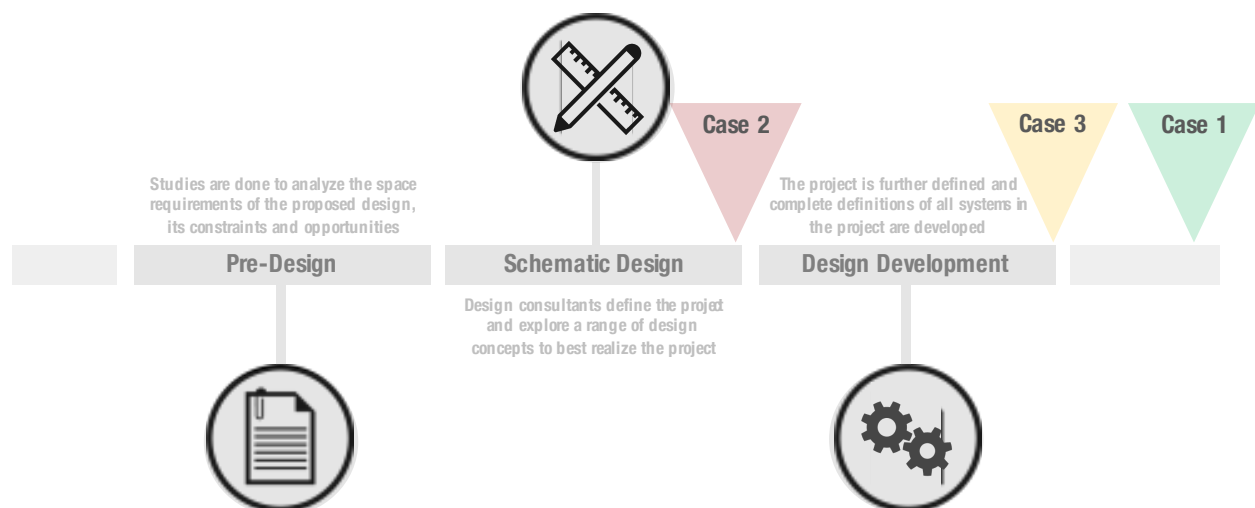 Case 2
Case 3
Case 1
Studies are done to analyze the space
requirements of the proposed design,
its constraints and opportunities
The project is further defined and
complete definitions of all systems in
the project are developed
Pre-Design
Schematic Design
Design Development
Design consultants define the project
and explore a range of design
concepts to best realize the project